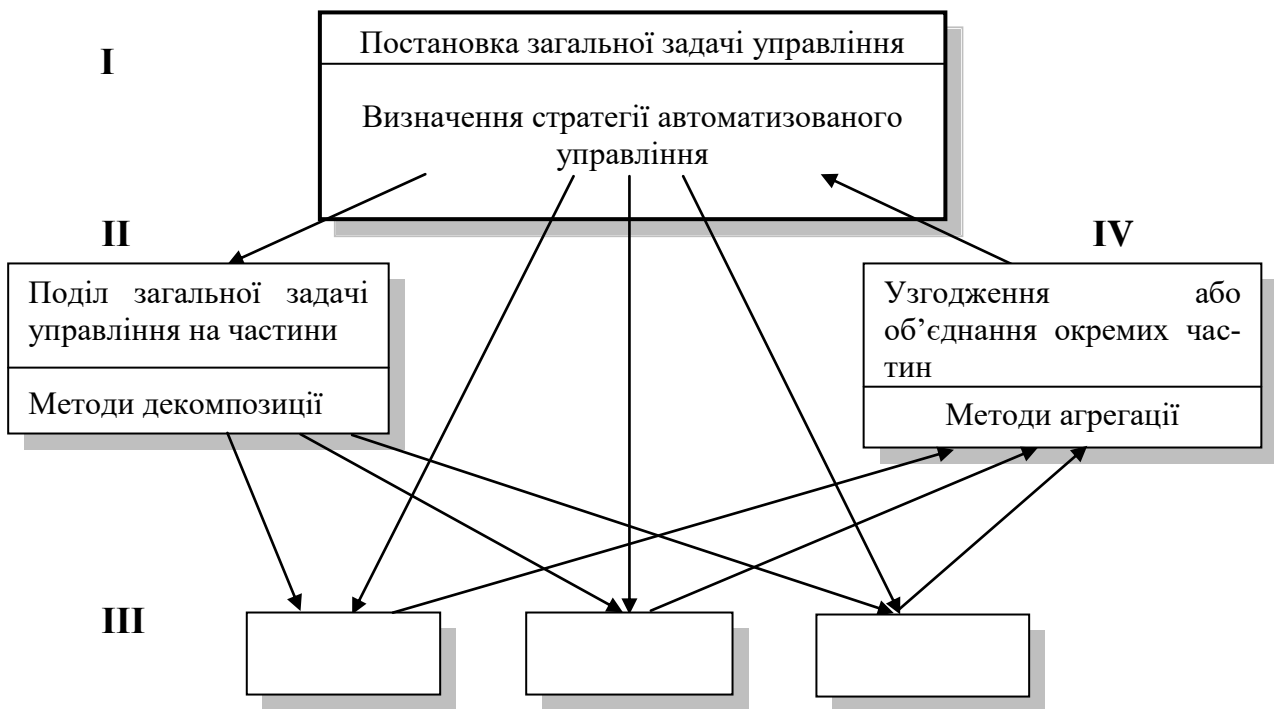 I
Постановка загальної задачі управління
Визначення стратегії автоматизованого
управління
II
Поділ загальної задачі
управління на частини
Методи декомпозиції
IV
Узгодження або
об’єднання окремих час-
тин
Методи агрегації
III